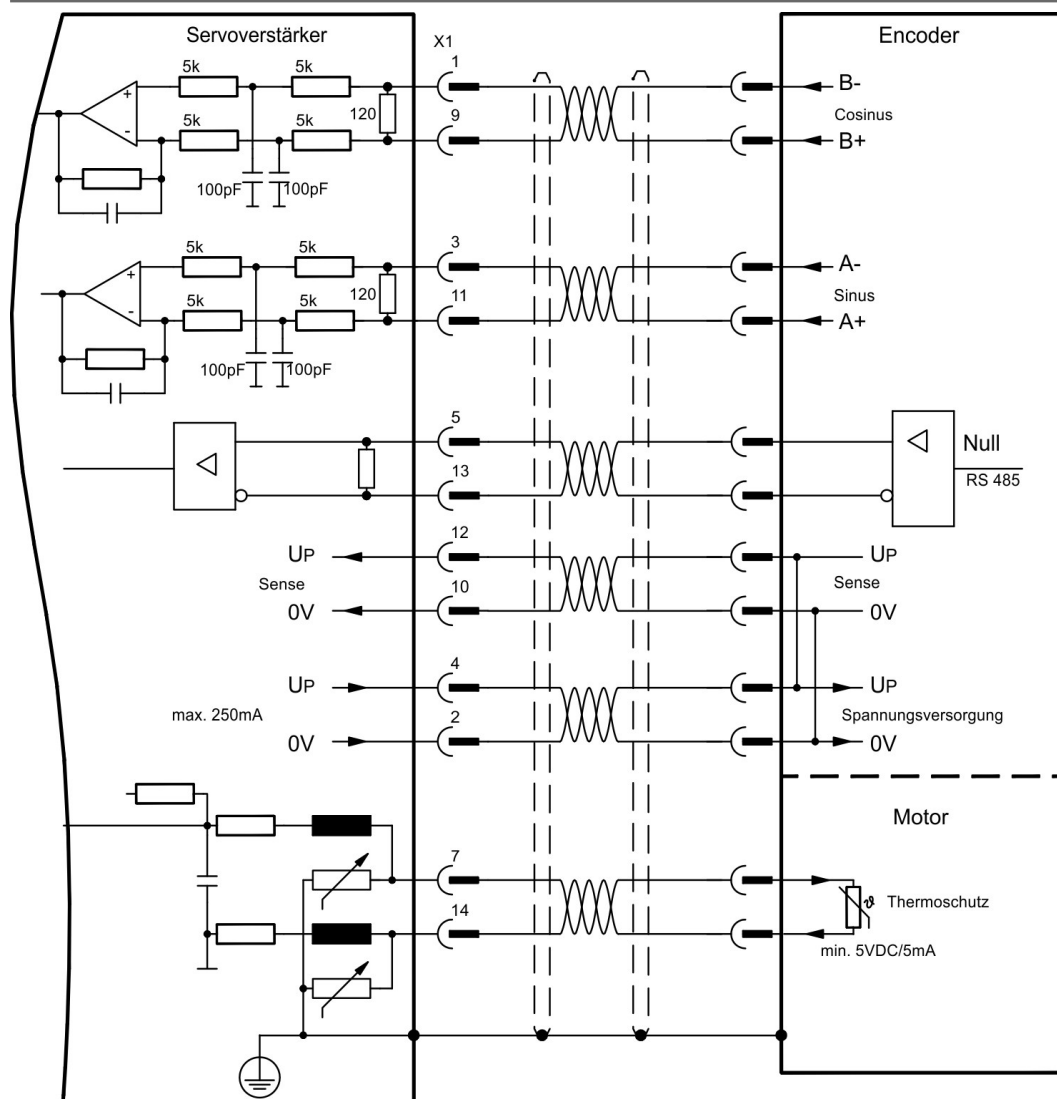 Servoverstärker
X1
Encoder
5k 5k
1
B-
120
Cosinus
5k 5k
9
B+
+
-
100pF 100pF
5k 5k
3
A-
120
Sinus
5k 5k
11
A+
+
-
100pF 100pF
5
Null
13
RS 485
UP
12
UP
Sense
Sense
0V
10
0V
UP
4
UP
max. 250mA
Spannungsversorgung
0V
2
0V
Motor
7
ϑ Thermoschutz
14
min. 5VDC/5mA